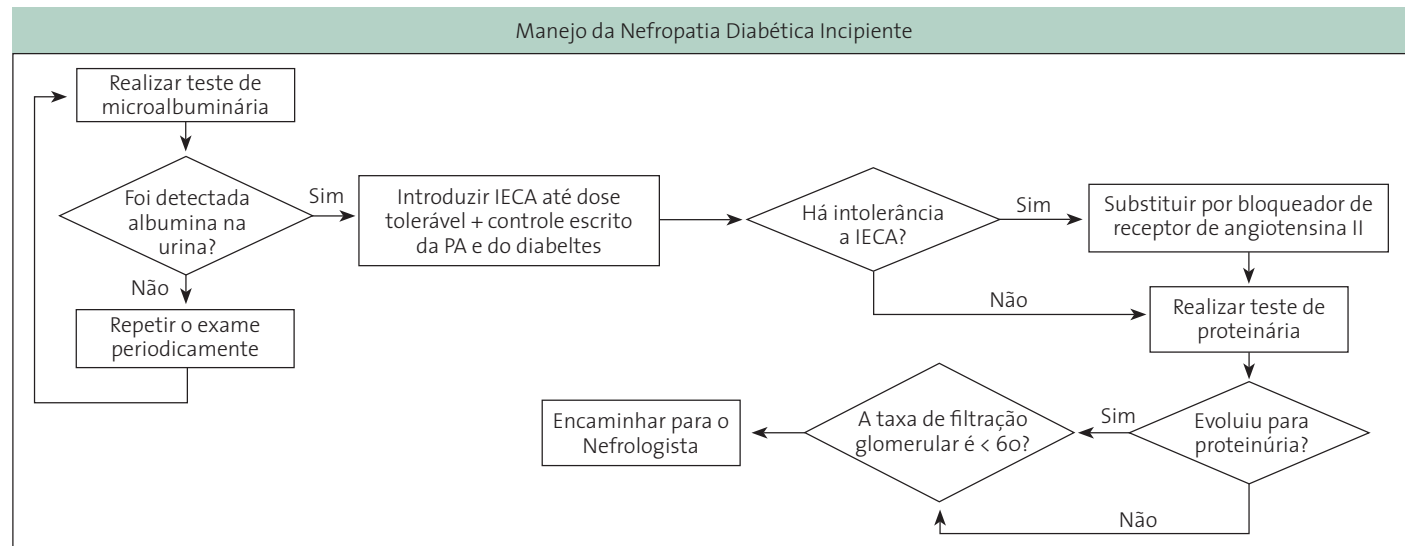 Manejo da Nefropatia Diabética Incipiente
Realizar teste de
microalbuminária
Foi detectada
albumina na
urina?
Sim
Não
Repetir o exame
periodicamente
Introduzir IECA até dose
tolerável + controle escrito
da PA e do diabeltes
Há intolerância
a IECA?
Sim
Não
Substituir por bloqueador de
receptor de angiotensina II
Realizar teste de
proteinária
Evoluiu para
proteinúria?
Sim
Não
A taxa de filtração
glomerular é < 60?
Encaminhar para o
Nefrologista